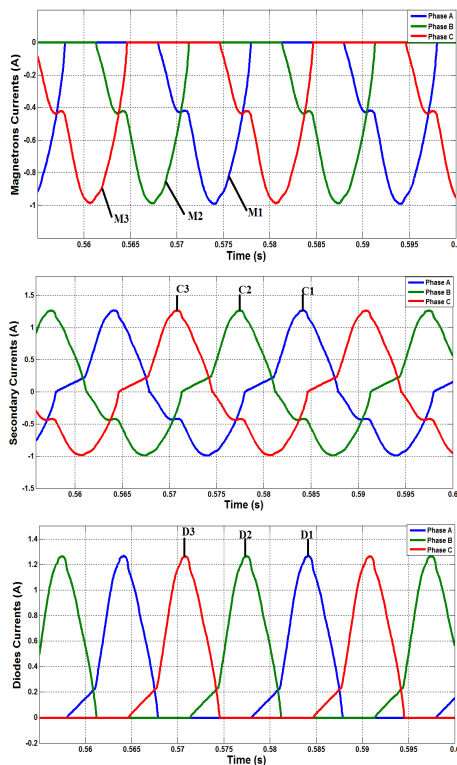 Magnetrons Currents (A)
0
-0.2
-0.4
-0.6
-0.8
-1
Phase A
Phase B
Phase C
M3
M2
M1
0.56
0.565
0.57
0.575
0.58
0.585
0.59
0.595
0.6
Time (s)
Secondary Currents (A)
1.5
1
0.5
0
-0.5
-1
-1.5
C3
C2
C1
Phase A
Phase B
Phase C
0.56
0.565
0.57
0.575
0.58
0.585
0.59
0.595
0.6
Time (s)
Diodes Currents (A)
1.4
1.2
1
0.8
0.6
0.4
0.2
0
D3
D2
D1
Phase A
Phase B
Phase C
0.56
0.565
0.57
0.575
0.58
0.585
0.59
0.595
0.6
Time (s)